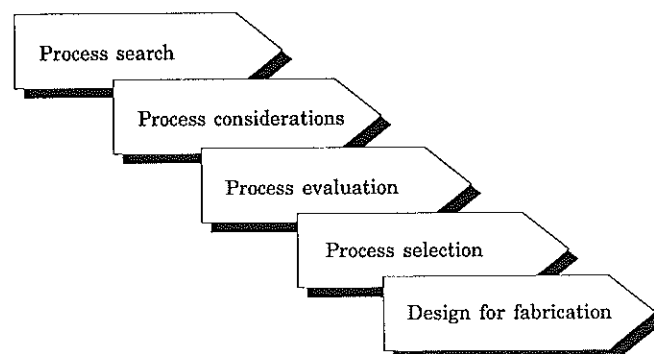 Process search
Process considerations
Process evaluation
Process selection
Design for fabrication